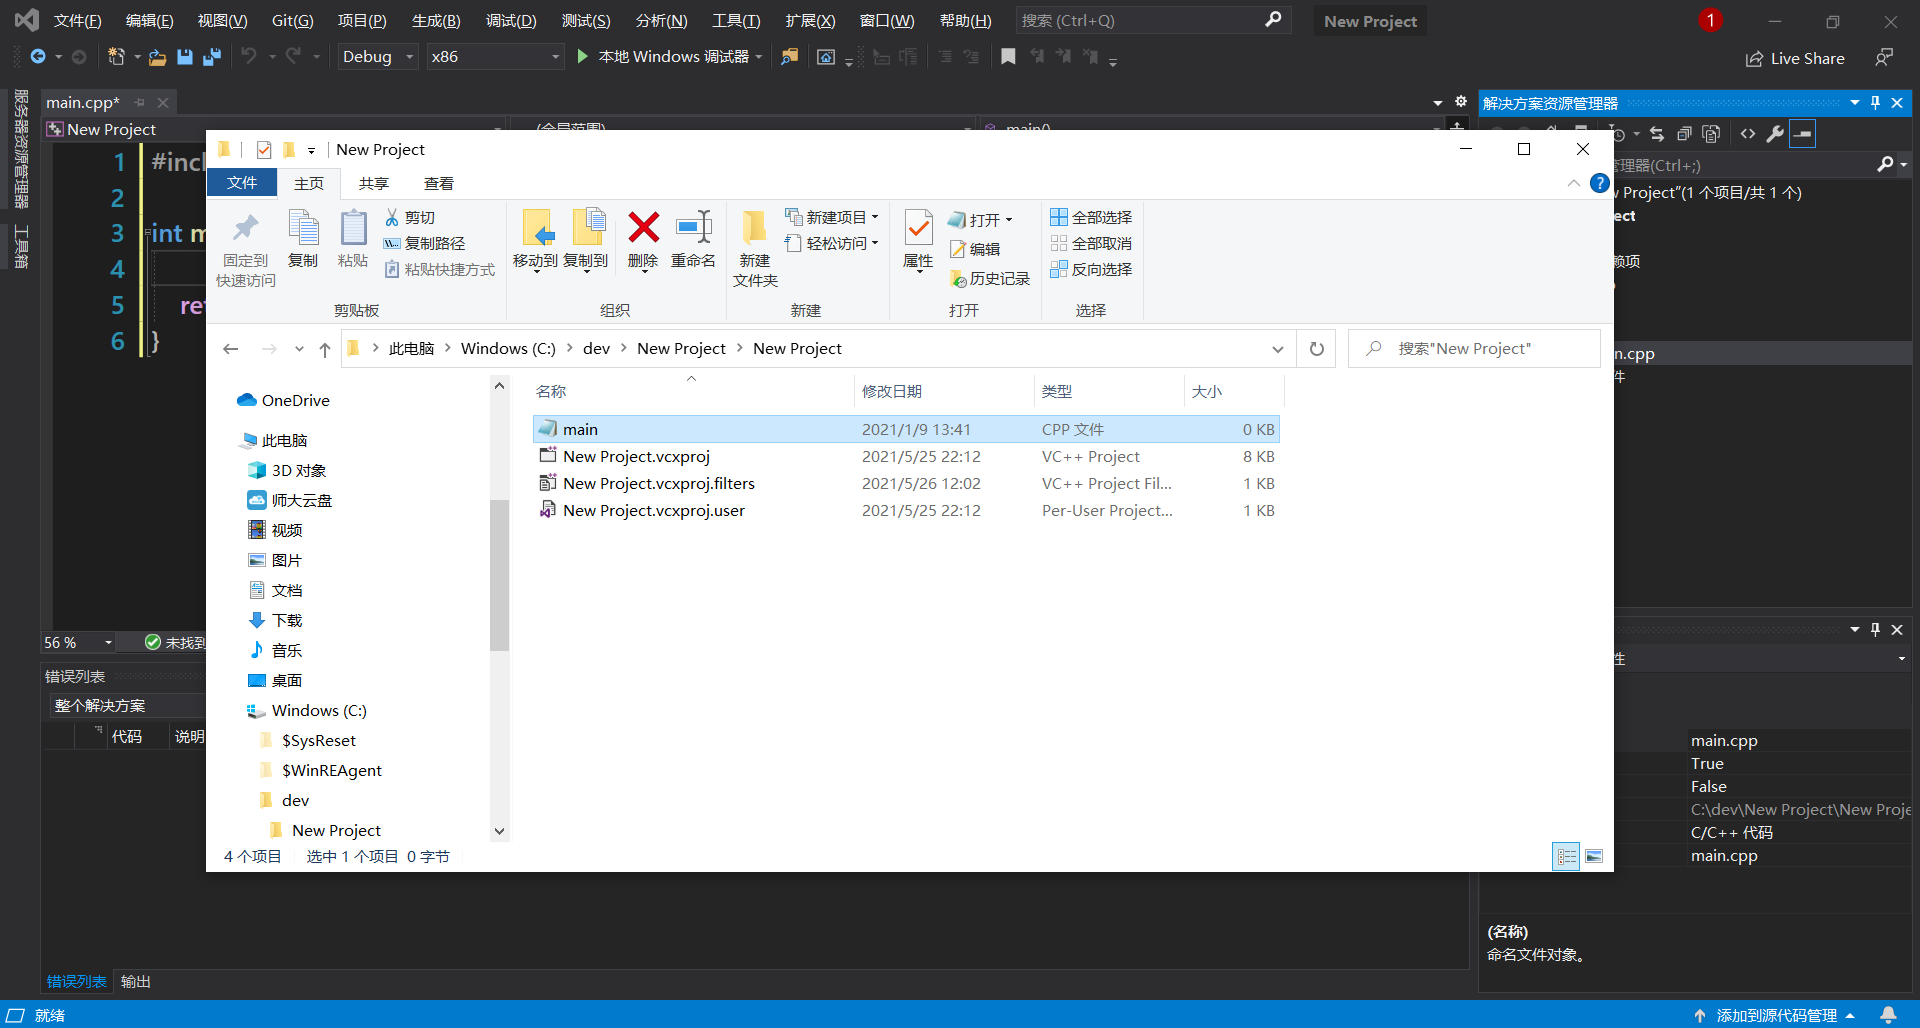 文件(F) 编辑(E) 视图(V) Git(G) 项目(P) 生成(B) 调试(D) 测试(S) 分析(N) 工具(T) 扩展(X) 窗口(W) 帮助(H) 搜索 (Ctrl+Q) New Project 1
Debug x86 本地 Windows 调试器 Live Share
服务器资源管理器
工具箱
main.cpp* 解决方案资源管理器
New Project (全局范围) main()
1 #incl
2
3 int m
4
5 ret
6 }
管理器(Ctrl+;)
w Project"(1 个项目/共 1 个)
ect
赖项
n.cpp
件
New Project
文件 主页 共享 查看
固定到快速访问
复制
粘贴
剪切
复制路径
粘贴快捷方式
移动到 复制到 删除 重命名
新建文件夹
新建项目
轻松访问
属性
打开
编辑
历史记录
全部选择
全部取消
反向选择
剪贴板 组织 新建 打开 选择
此电脑 Windows (C:) dev New Project New Project 搜索"New Project"
OneDrive
此电脑
3D 对象
师大云盘
视频
图片
文档
下载
音乐
桌面
Windows (C:)
$SysReset
$WinREAgent
dev
New Project
名称 修改日期 类型 大小
main 2021/1/9 13:41 CPP 文件 0 KB
New Project.vcxproj 2021/5/25 22:12 VC++ Project 8 KB
New Project.vcxproj.filters 2021/5/26 12:02 VC++ Project Fil... 1 KB
New Project.vcxproj.user 2021/5/25 22:12 Per-User Project... 1 KB
4 个项目 选中 1 个项目 0 字节
56 % 未找到
错误列表
整个解决方案
代码 说明
性
main.cpp
True
False
C:\dev\New Project\New Proje
C/C++ 代码
main.cpp
(名称)
命名文件对象。
错误列表 输出
就绪 添加到源代码管理